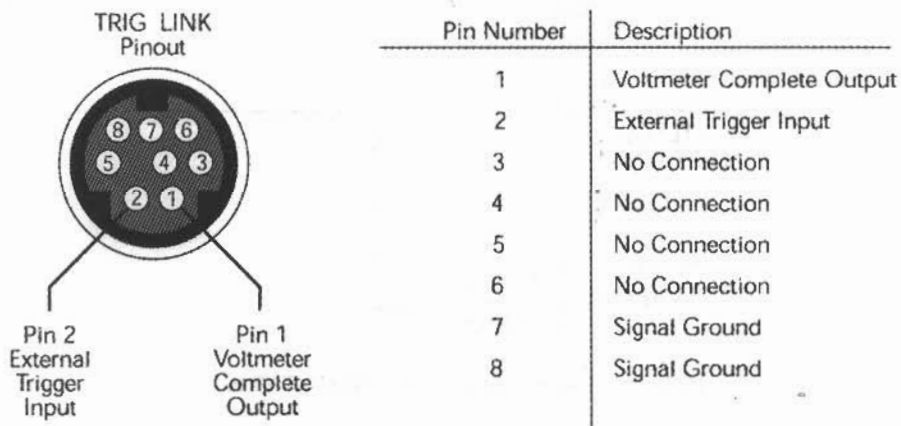 TRIG LINK
Pinout
8 7 6
5 4 3
2 1
Pin 2
External
Trigger
Input
Pin 1
Voltmeter
Complete
Output
Pin Number Description
1 Voltmeter Complete Output
2 External Trigger Input
3 No Connection
4 No Connection
5 No Connection
6 No Connection
7 Signal Ground
8 Signal Ground